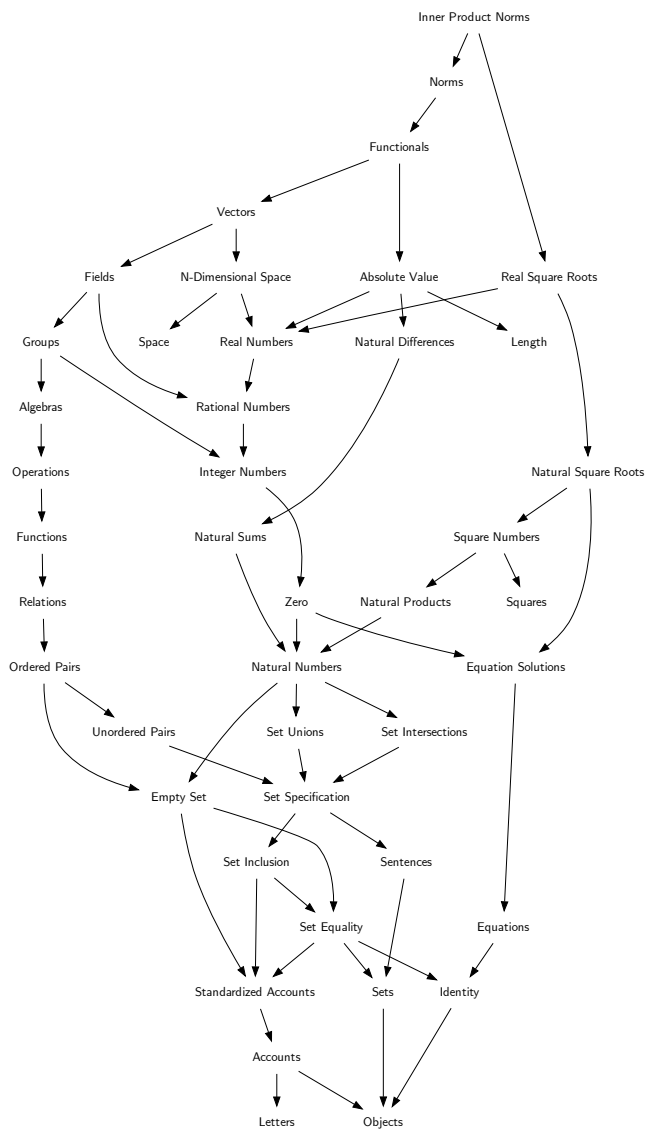 Inner Product Norms
Norms
Functionals
Vectors
Fields
N-Dimensional Space
Absolute Value
Real Square Roots
Groups
Space
Real Numbers
Natural Differences
Length
Algebras
Rational Numbers
Operations
Integer Numbers
Natural Square Roots
Functions
Natural Sums
Square Numbers
Relations
Zero
Natural Products
Squares
Ordered Pairs
Natural Numbers
Equation Solutions
Unordered Pairs
Set Unions
Set Intersections
Empty Set
Set Specification
Set Inclusion
Sentences
Set Equality
Equations
Standardized Accounts
Sets
Identity
Accounts
Letters
Objects